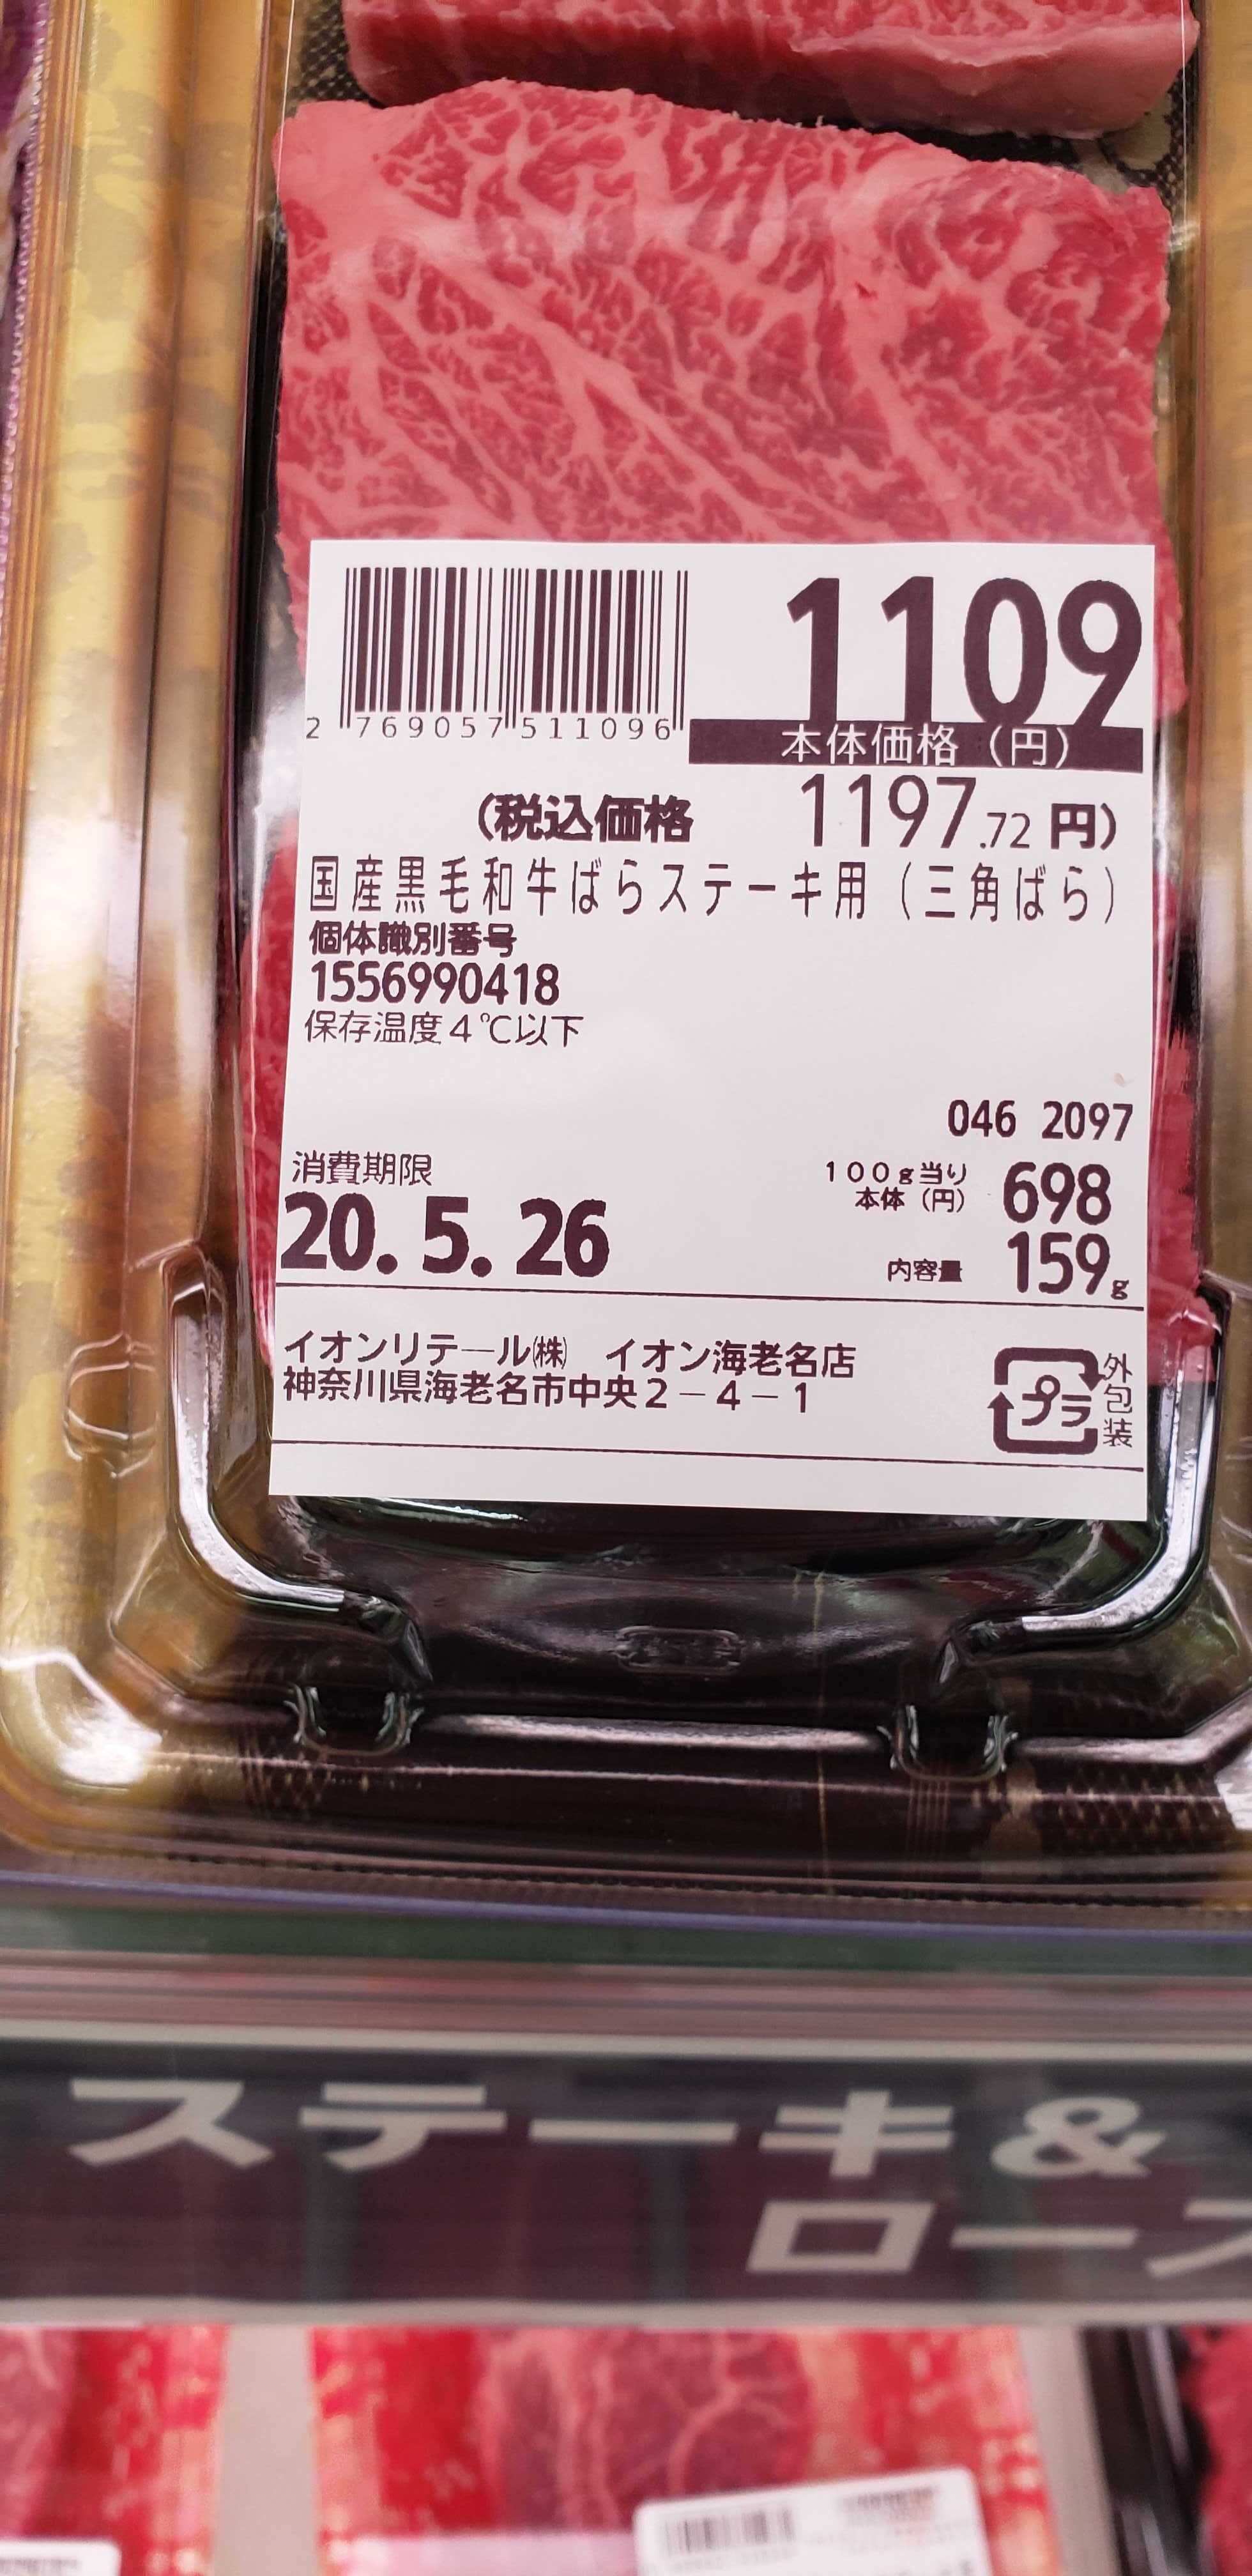 1109
本体価格（円）
2 769057 511096
（税込価格 1197.72 円）
国産黒毛和牛ばらステーキ用（三角ばら）
個体識別番号
1556990418
保存温度4℃以下
046 2097
消費期限
20. 5. 26
100g当り
本体（円） 698
内容量 159g
イオンリテール㈱ イオン海老名店
神奈川県海老名市中央2－4－1
プラ
外包装
ステーキ&
ロース